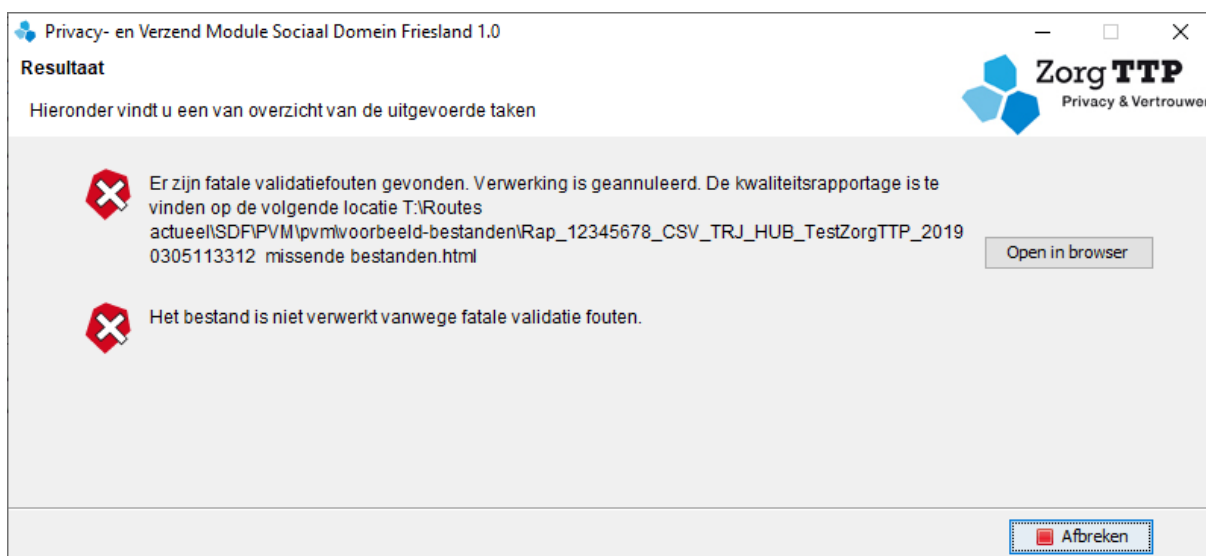 Privacy- en Verzend Module Sociaal Domein Friesland 1.0
Resultaat
Hieronder vindt u een van overzicht van de uitgevoerde taken
Zorg TTP
Privacy & Vertrouwen
Er zijn fatale validatiefouten gevonden. Verwerking is geannuleerd. De kwaliteitsrapportage is te
vinden op de volgende locatie T:\Routes
actueel\SDF\PVM\pvm\voorbeeld-bestanden\Rap_12345678_CSV_TRJ_HUB_TestZorgTTP_2019
0305113312 missende bestanden.html
Open in browser
Het bestand is niet verwerkt vanwege fatale validatie fouten.
Afbreken